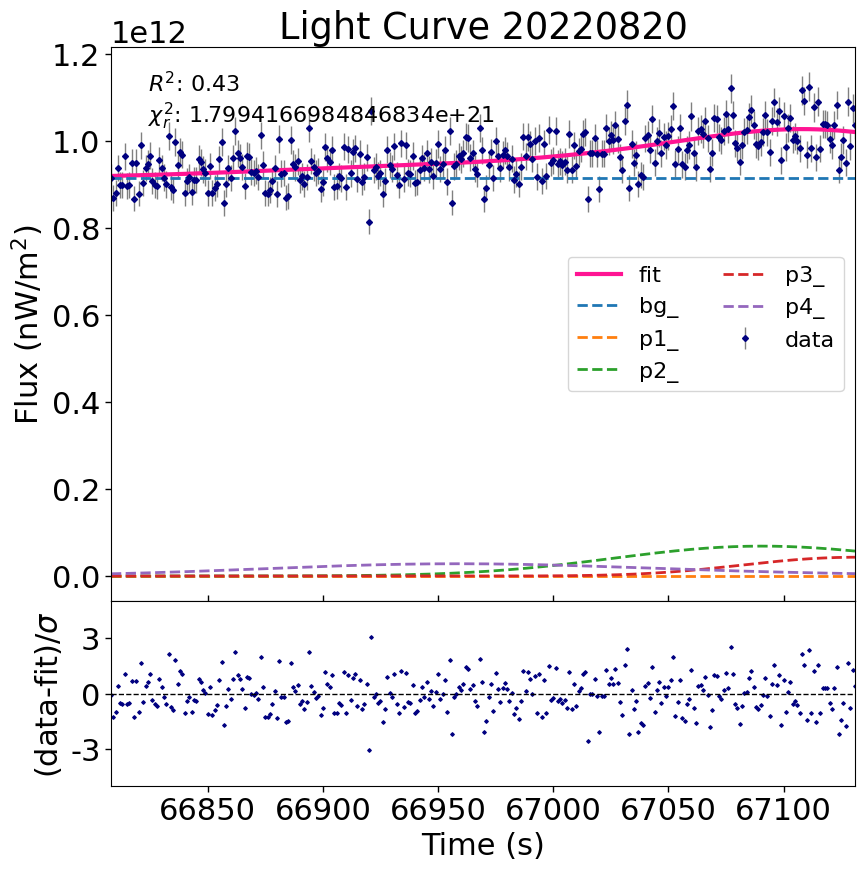 Light Curve 20220820
1e12
R²: 0.43
χ²ᵣ: 1.7994166984846834e+21
1.2
1.0
0.8
0.6
0.4
0.2
0.0
Flux (nW/m²)
fit
bg_
p1_
p2_
p3_
p4_
data
3
0
-3
(data-fit)/σ
66850 66900 66950 67000 67050 67100
Time (s)